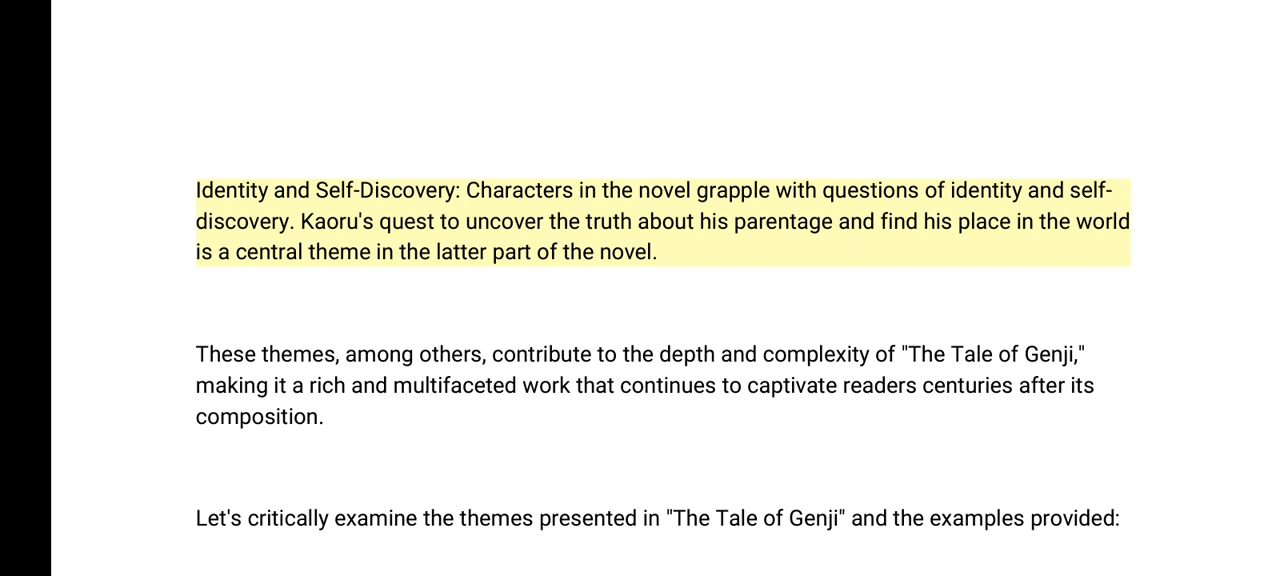 Identity and Self-Discovery: Characters in the novel grapple with questions of identity and self-
discovery. Kaoru's quest to uncover the truth about his parentage and find his place in the world
is a central theme in the latter part of the novel.
These themes, among others, contribute to the depth and complexity of "The Tale of Genji,"
making it a rich and multifaceted work that continues to captivate readers centuries after its
composition.
Let's critically examine the themes presented in "The Tale of Genji" and the examples provided: